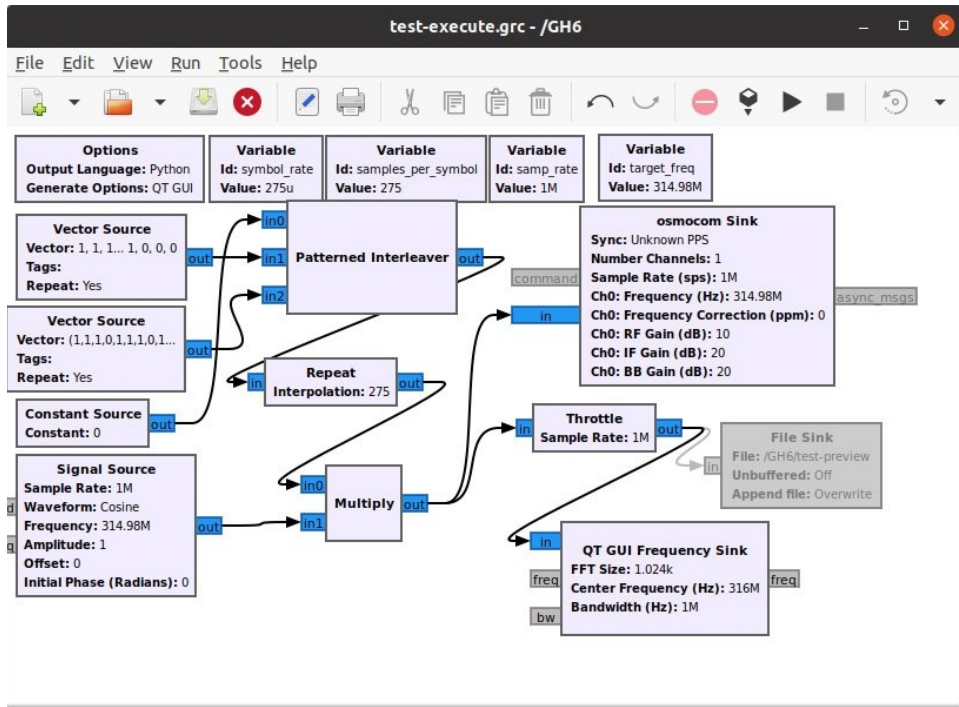 test-execute.grc - /GH6
File Edit View Run Tools Help
Options
Output Language: Python
Generate Options: QT GUI
Variable
Id: symbol_rate
Value: 275u
Variable
Id: samples_per_symbol
Value: 275
Variable
Id: samp_rate
Value: 1M
Variable
Id: target_freq
Value: 314.98M
Vector Source
Vector: 1, 1, 1... 1, 0, 0, 0
Tags:
Repeat: Yes
out
in0
in1
in2
Patterned Interleaver
out
osmocom Sink
Sync: Unknown PPS
Number Channels: 1
Sample Rate (sps): 1M
Ch0: Frequency (Hz): 314.98M
Ch0: Frequency Correction (ppm): 0
Ch0: RF Gain (dB): 10
Ch0: IF Gain (dB): 20
Ch0: BB Gain (dB): 20
command
in
async_msgs
Vector Source
Vector: (1,1,1,0,1,1,1,0,1...
Tags:
Repeat: Yes
out
in
Repeat
Interpolation: 275
out
Constant Source
Constant: 0
out
in
Throttle
Sample Rate: 1M
out
in
File Sink
File: /GH6/test-preview
Unbuffered: Off
Append file: Overwrite
Signal Source
Sample Rate: 1M
Waveform: Cosine
Frequency: 314.98M
Amplitude: 1
Offset: 0
Initial Phase (Radians): 0
out
in0
in1
Multiply
out
in
freq
bw
QT GUI Frequency Sink
FFT Size: 1.024k
Center Frequency (Hz): 316M
Bandwidth (Hz): 1M
freq